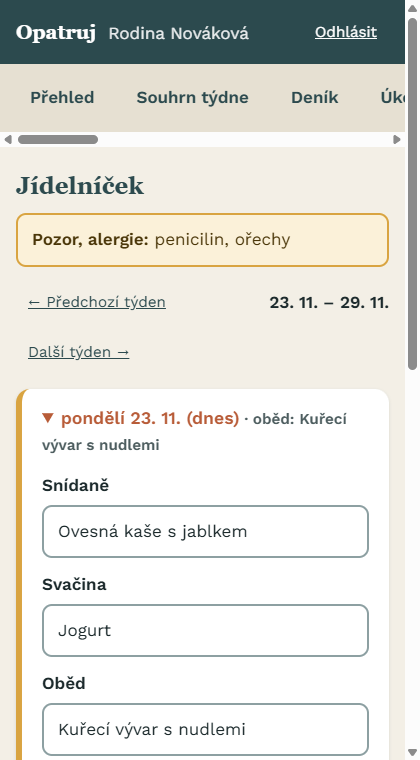 Opatruj Rodina Nováková Odhlásit
Přehled Souhrn týdne Deník
Jídelníček
Pozor, alergie: penicilin, ořechy
← Předchozí týden 23. 11. – 29. 11.
Další týden →
▼ pondělí 23. 11. (dnes) · oběd: Kuřecí
vývar s nudlemi
Snídaně
Ovesná kaše s jablkem
Svačina
Jogurt
Oběd
Kuřecí vývar s nudlemi